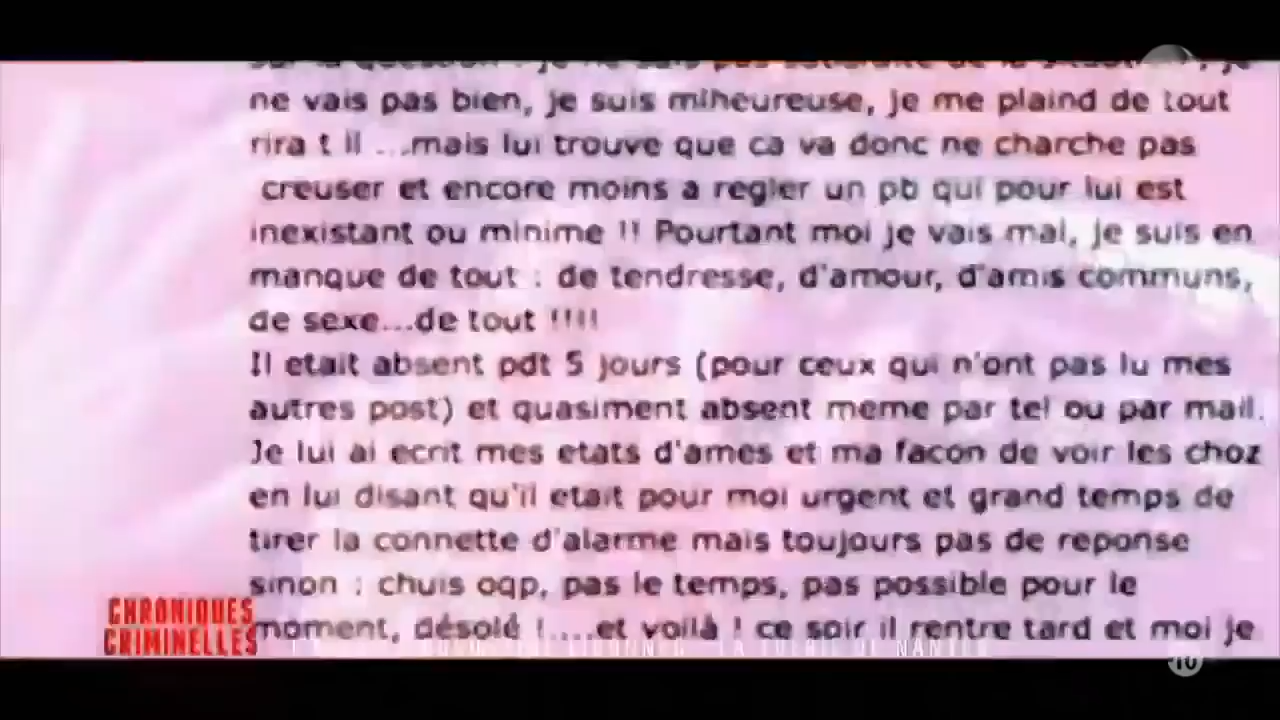 ne vais pas bien, je suis mlheureuse, je me plaind de tout
rira t il ...mais lui trouve que ca va donc ne charche pas
creuser et encore moins a regler un pb qui pour lui est
inexistant ou minime !! Pourtant moi je vais mal, je suis en
manque de tout : de tendresse, d'amour, d'amis communs,
de sexe...de tout !!!!
Il etait absent pdt 5 jours (pour ceux qui n'ont pas lu mes
autres post) et quasiment absent meme par tel ou par mail.
Je lui ai ecrit mes etats d'ames et ma facon de voir les choz
en lui disant qu'il etait pour moi urgent et grand temps de
tirer la connette d'alarme mais toujours pas de reponse
sinon : chuis oqp, pas le temps, pas possible pour le
moment, désolé !....et voilà ! ce soir il rentre tard et moi je
CHRONIQUES
CRIMINELLES
10